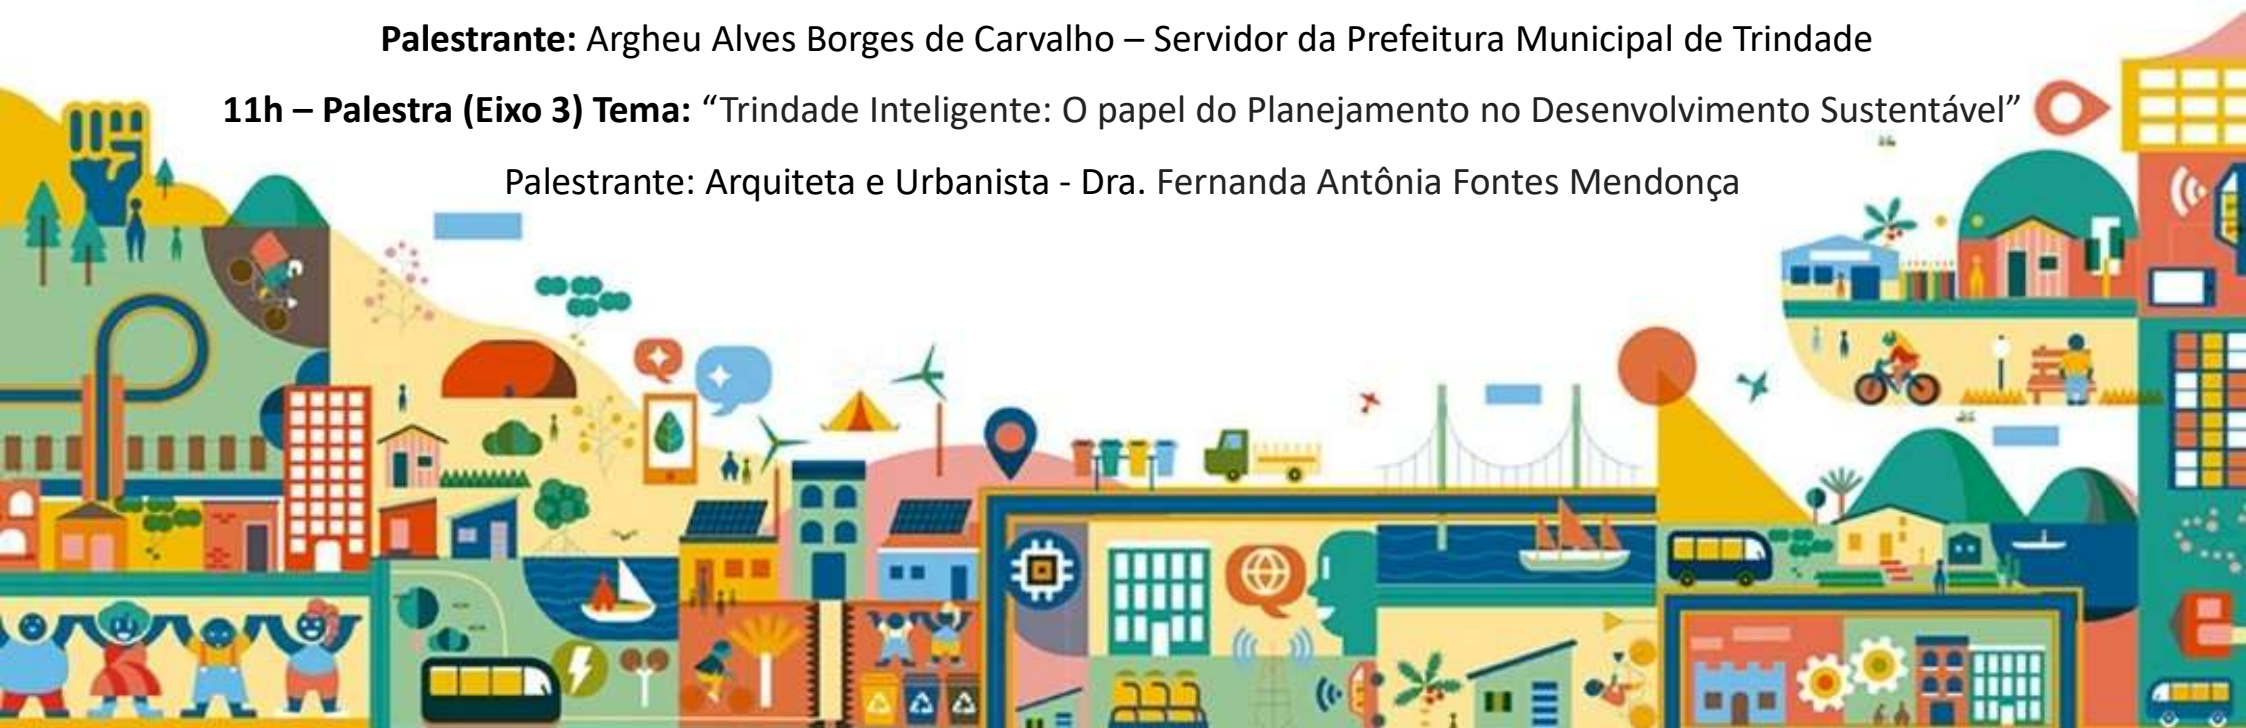 Palestrante: Argheu Alves Borges de Carvalho – Servidor da Prefeitura Municipal de Trindade
11h – Palestra (Eixo 3) Tema: “Trindade Inteligente: O papel do Planejamento no Desenvolvimento Sustentável”
Palestrante: Arquiteta e Urbanista - Dra. Fernanda Antônia Fontes Mendonça